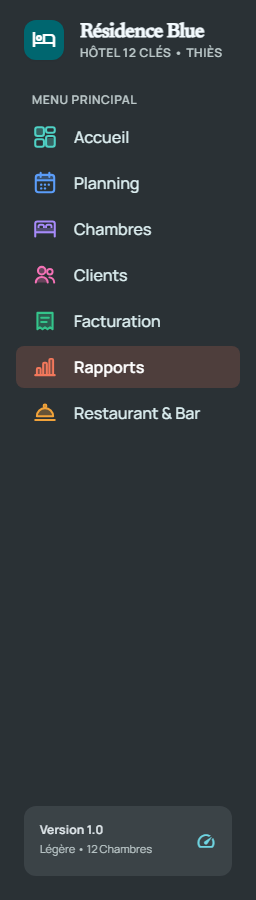 Résidence Blue
HÔTEL 12 CLÉS • THIÈS
MENU PRINCIPAL
Accueil
Planning
Chambres
Clients
Facturation
Rapports
Restaurant & Bar
Version 1.0
Légère • 12 Chambres